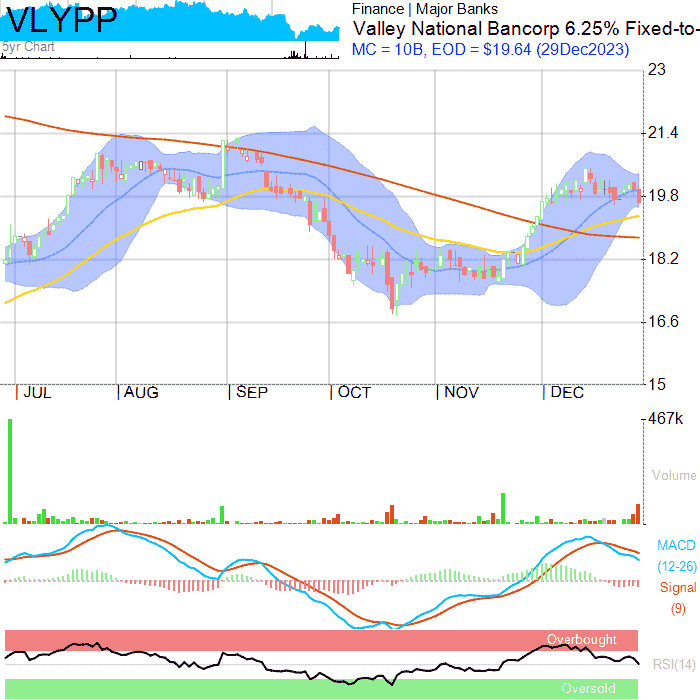 VLYPP
5yr Chart
Finance | Major Banks
Valley National Bancorp 6.25% Fixed-to-
MC = 10B, EOD = $19.64 (29Dec2023)
23
21.4
19.8
18.2
16.6
15
JUL AUG SEP OCT NOV DEC
467k
Volume
MACD
(12-26)
Signal
(9)
Overbought
RSI(14)
Oversold